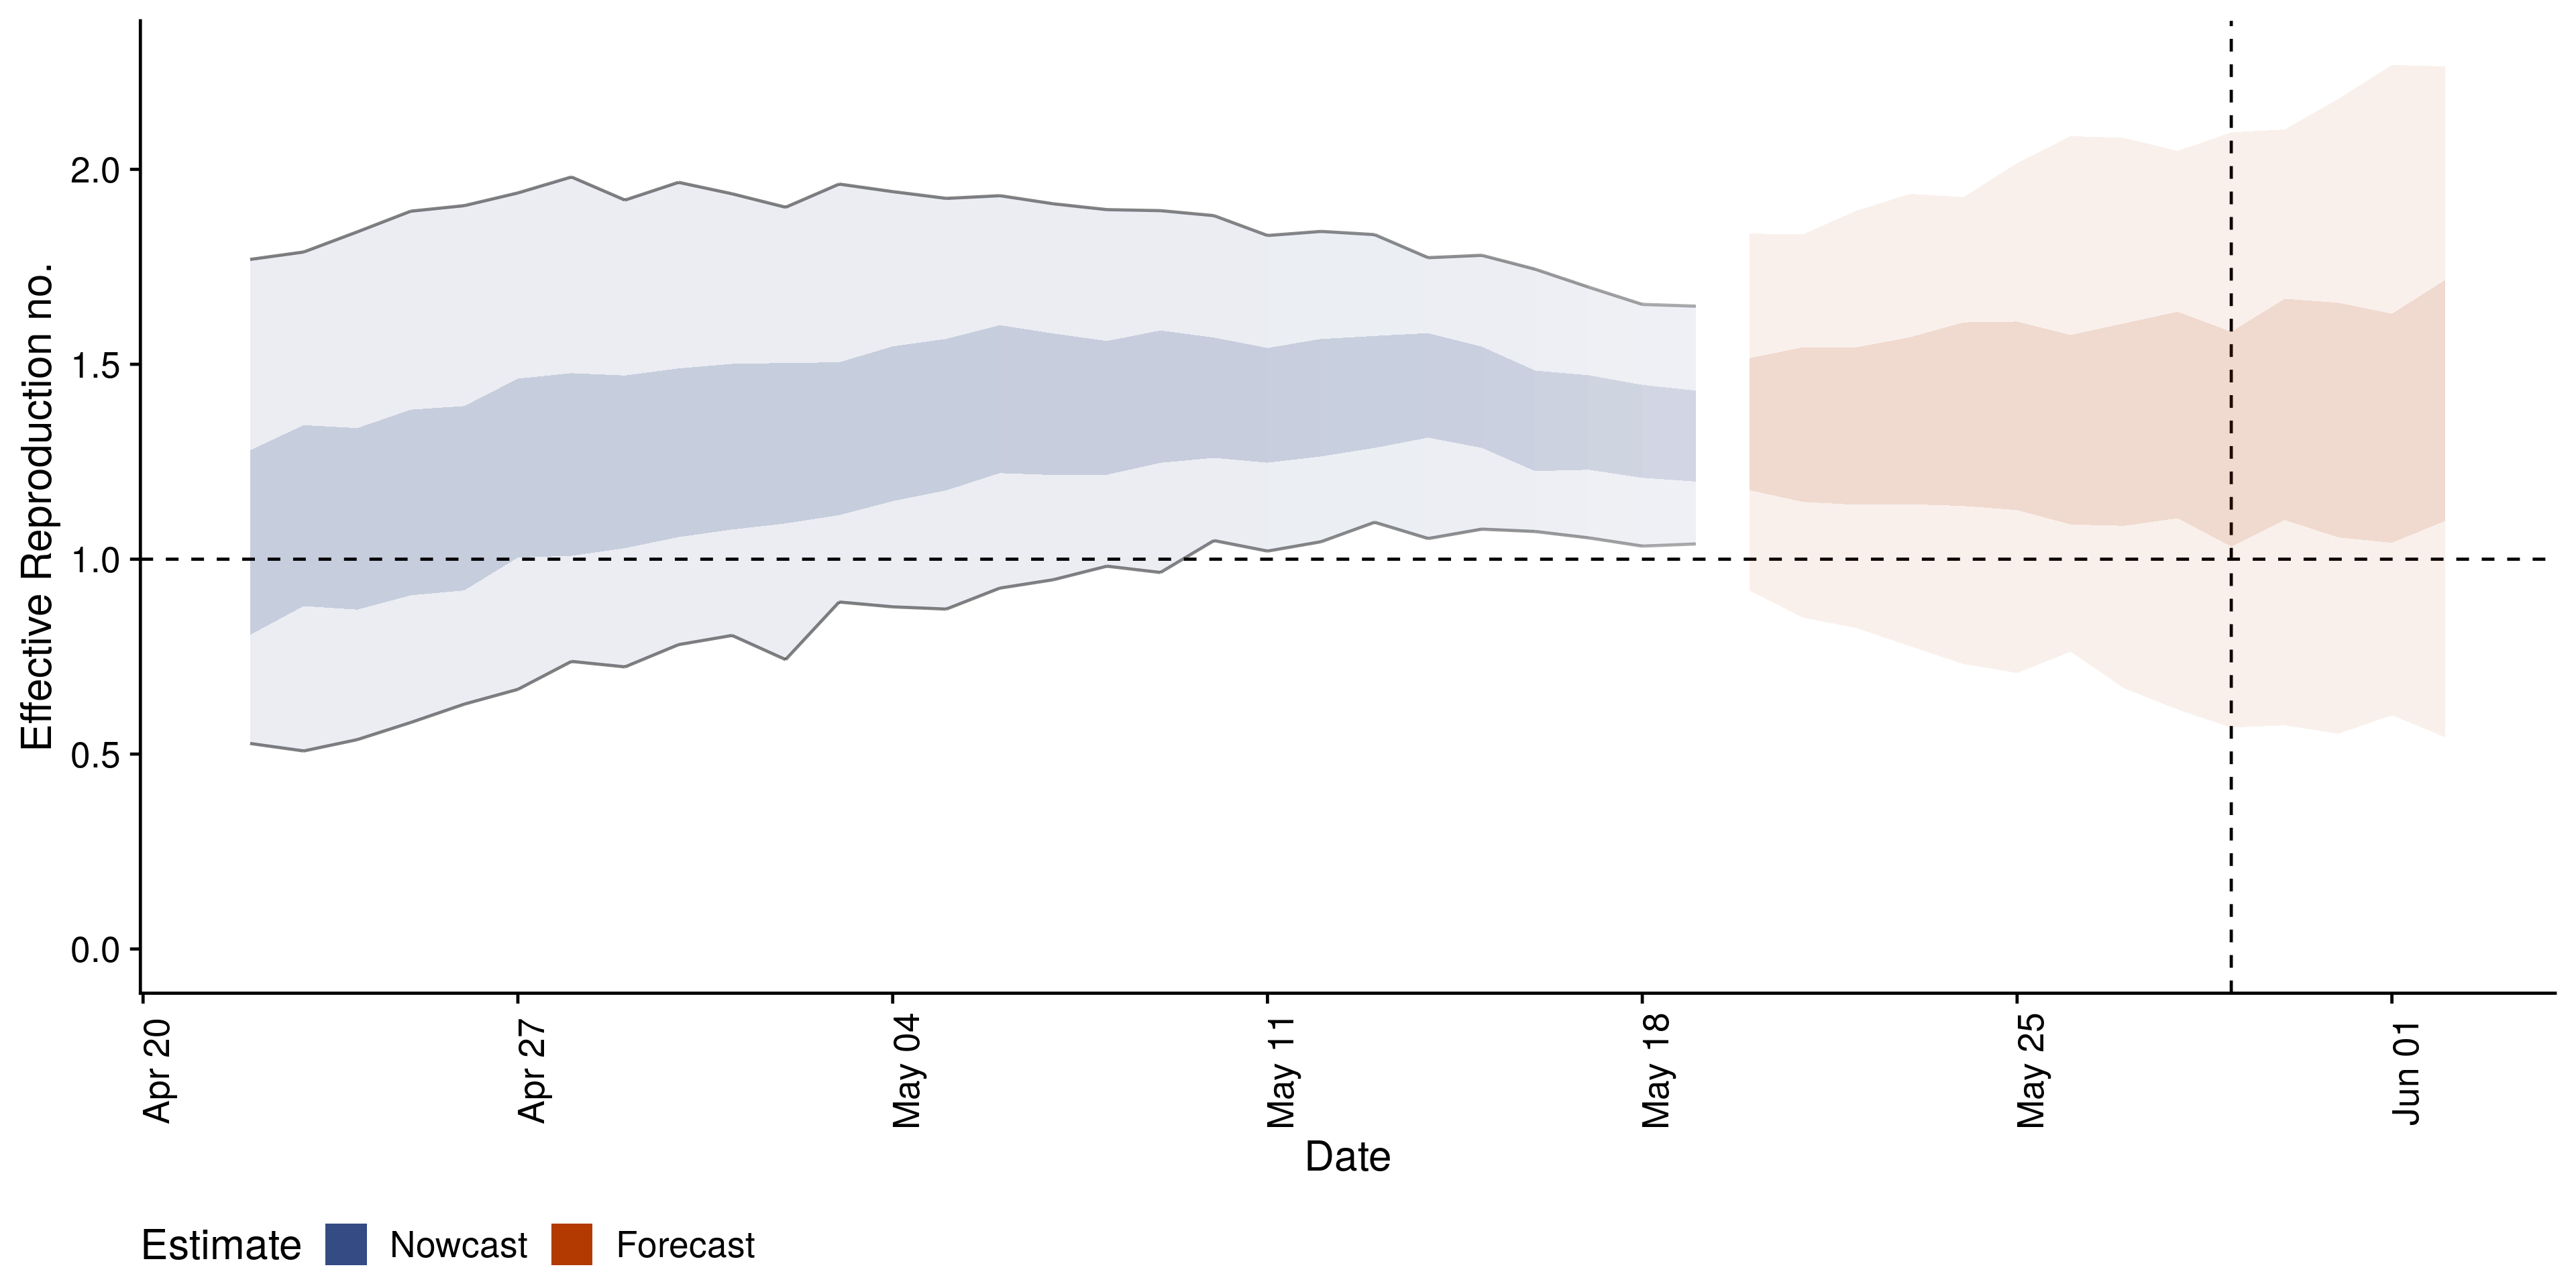 Effective Reproduction no.
2.0
1.5
1.0
0.5
0.0
Apr 20
Apr 27
May 04
May 11
May 18
May 25
Jun 01
Date
Estimate Nowcast Forecast